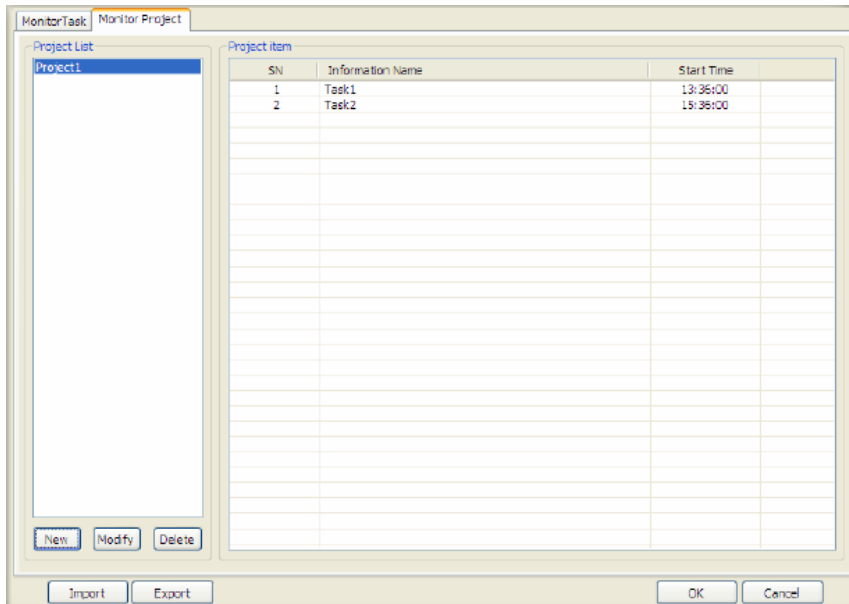 MonitorTask Monitor Project
Project List
Project1
New Modify Delete
Project item
SN Information Name Start Time
1 Task1 13:36:00
2 Task2 15:36:00
Import Export OK Cancel